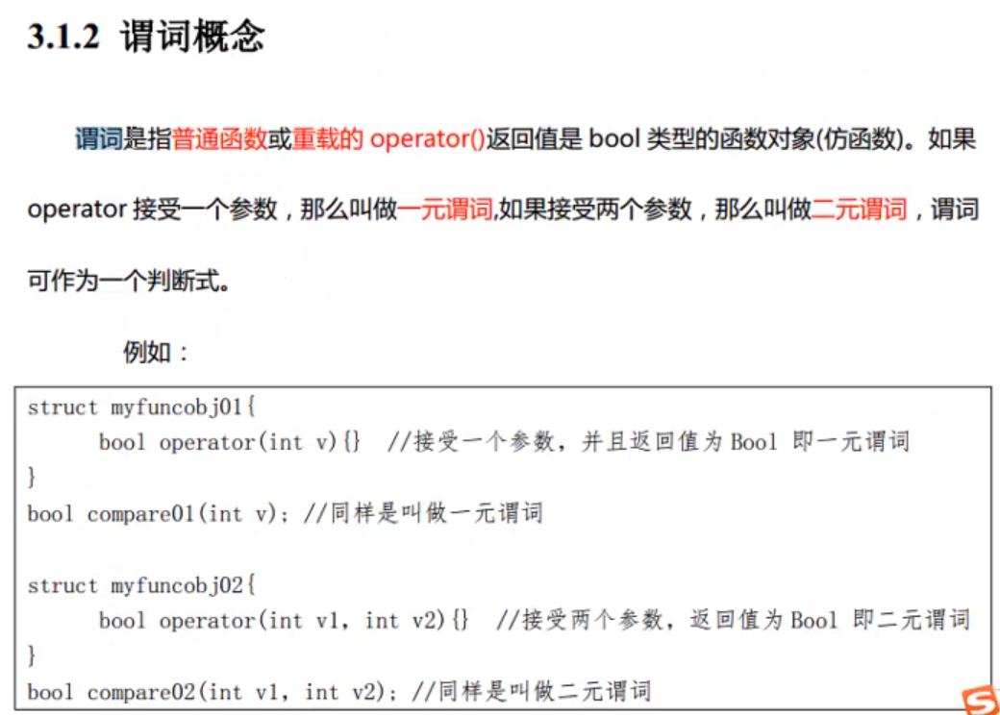 3.1.2 谓词概念
谓词是指普通函数或重载的 operator()返回值是 bool 类型的函数对象(仿函数)。如果
operator 接受一个参数，那么叫做一元谓词,如果接受两个参数，那么叫做二元谓词，谓词
可作为一个判断式。
例如：
struct myfuncobj01{
bool operator(int v){} //接受一个参数，并且返回值为 Bool 即一元谓词
}
bool compare01(int v); //同样是叫做一元谓词
struct myfuncobj02{
bool operator(int v1, int v2){} //接受两个参数，返回值为 Bool 即二元谓词
}
bool compare02(int v1, int v2); //同样是叫做二元谓词